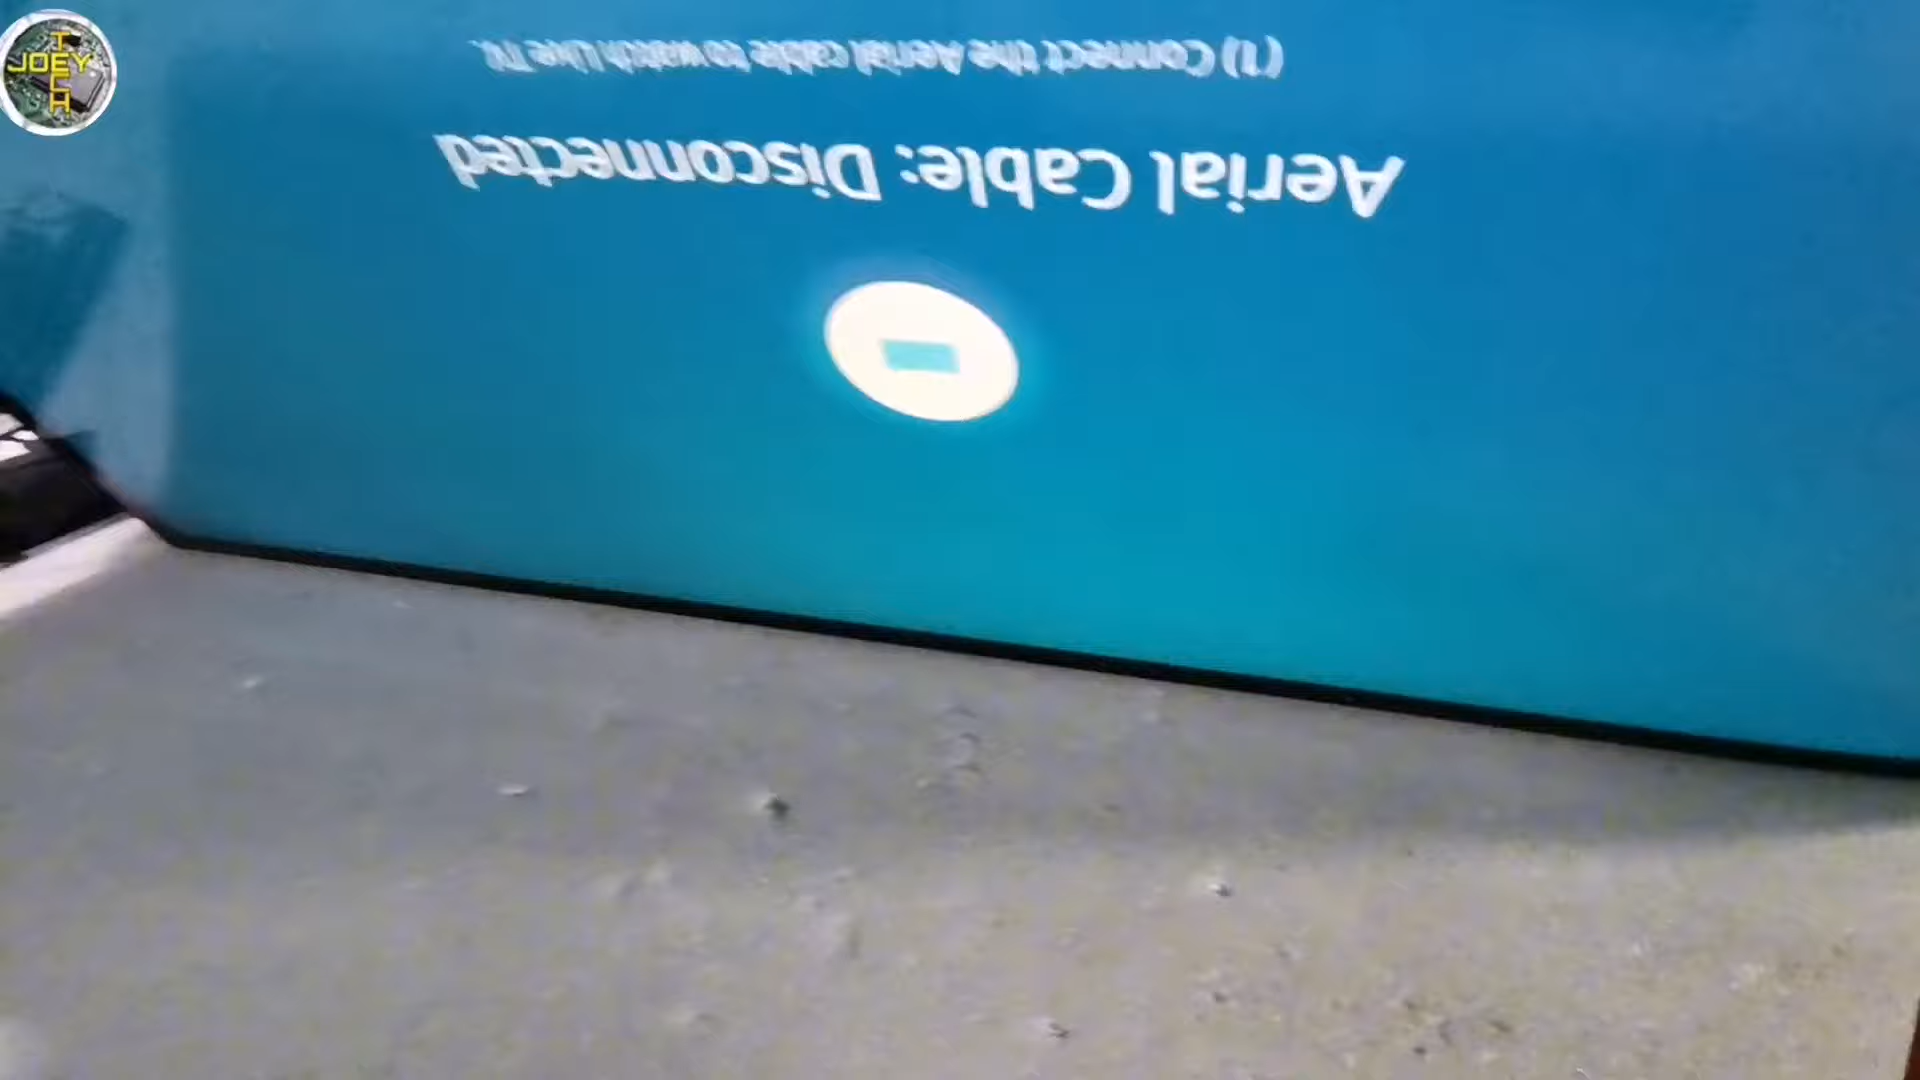 JOEY
TECH
Aerial Cable: Disconnected
(1) Connect the Aerial cable to watch Live TV.